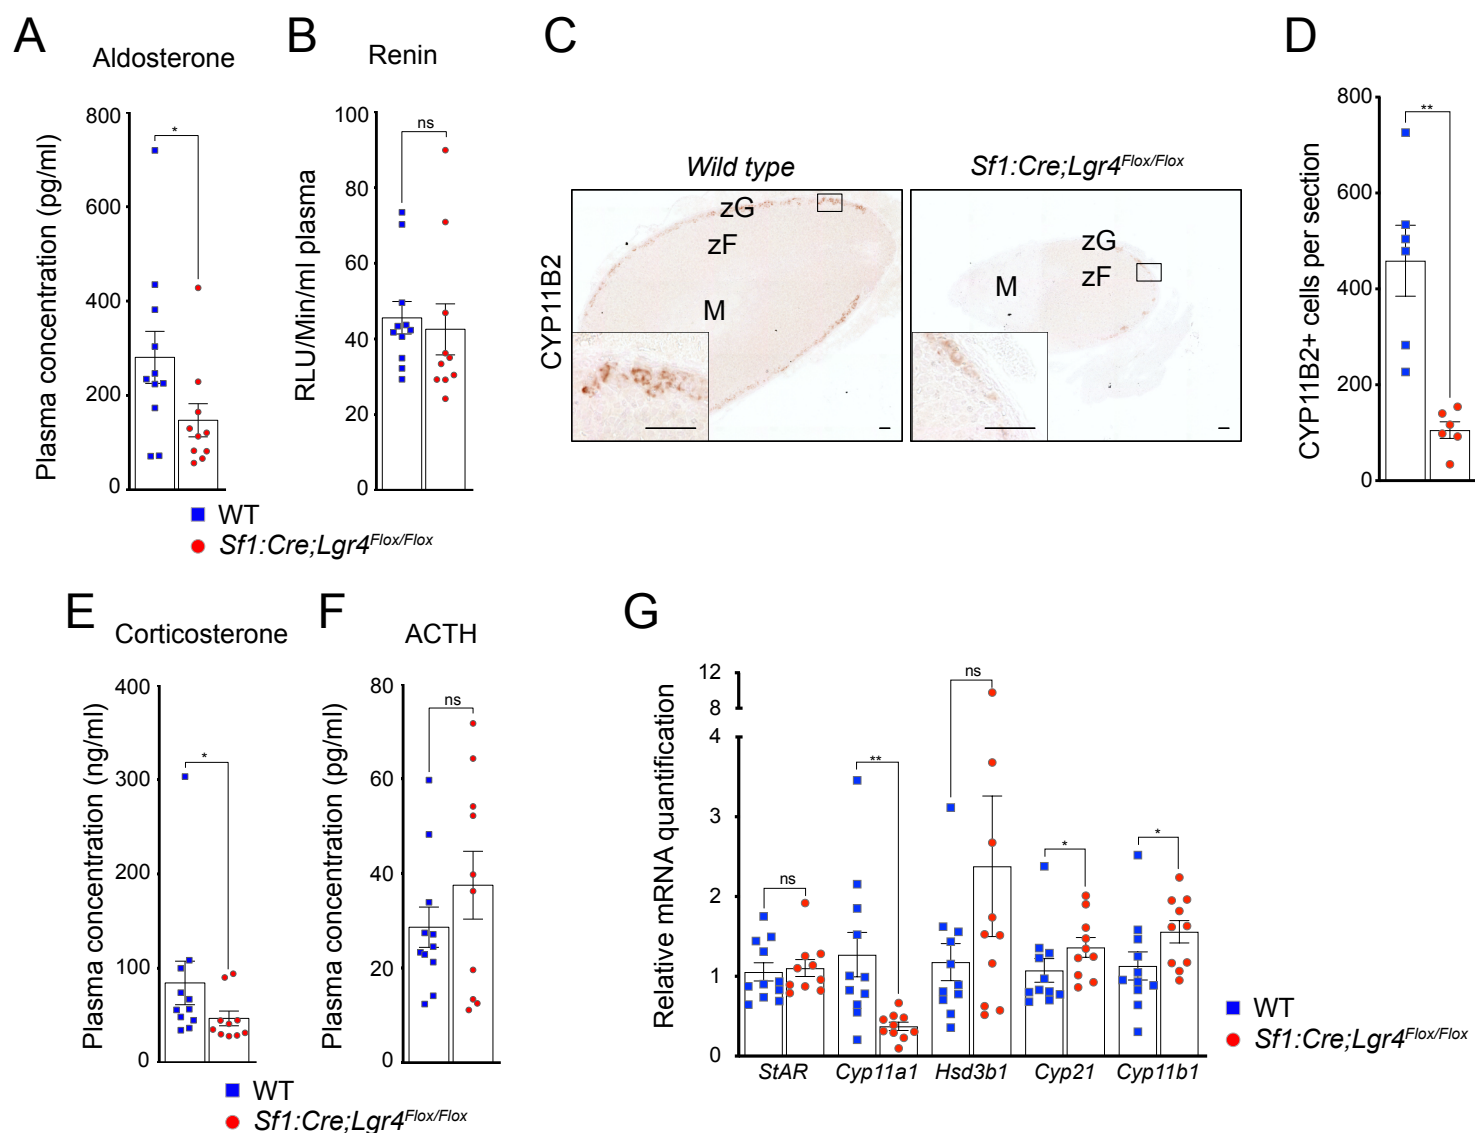 A
Aldosterone
Plasma concentration (pg/ml)
800
600
400
200
0
*
B
Renin
RLU/Min/ml plasma
100
80
60
40
20
0
ns
WT
Sf1:Cre;Lgr4Flox/Flox
C
Wild type
Sf1:Cre;Lgr4Flox/Flox
CYP11B2
zG
zF
M
zG
zF
M
D
CYP11B2+ cells per section
800
600
400
200
0
**
E
Corticosterone
Plasma concentration (ng/ml)
400
300
200
100
0
*
F
ACTH
Plasma concentration (pg/ml)
80
60
40
20
0
ns
WT
Sf1:Cre;Lgr4Flox/Flox
G
Relative mRNA quantification
12
8
4
3
2
1
0
ns
**
ns
*
*
StAR Cyp11a1 Hsd3b1 Cyp21 Cyp11b1
WT
Sf1:Cre;Lgr4Flox/Flox